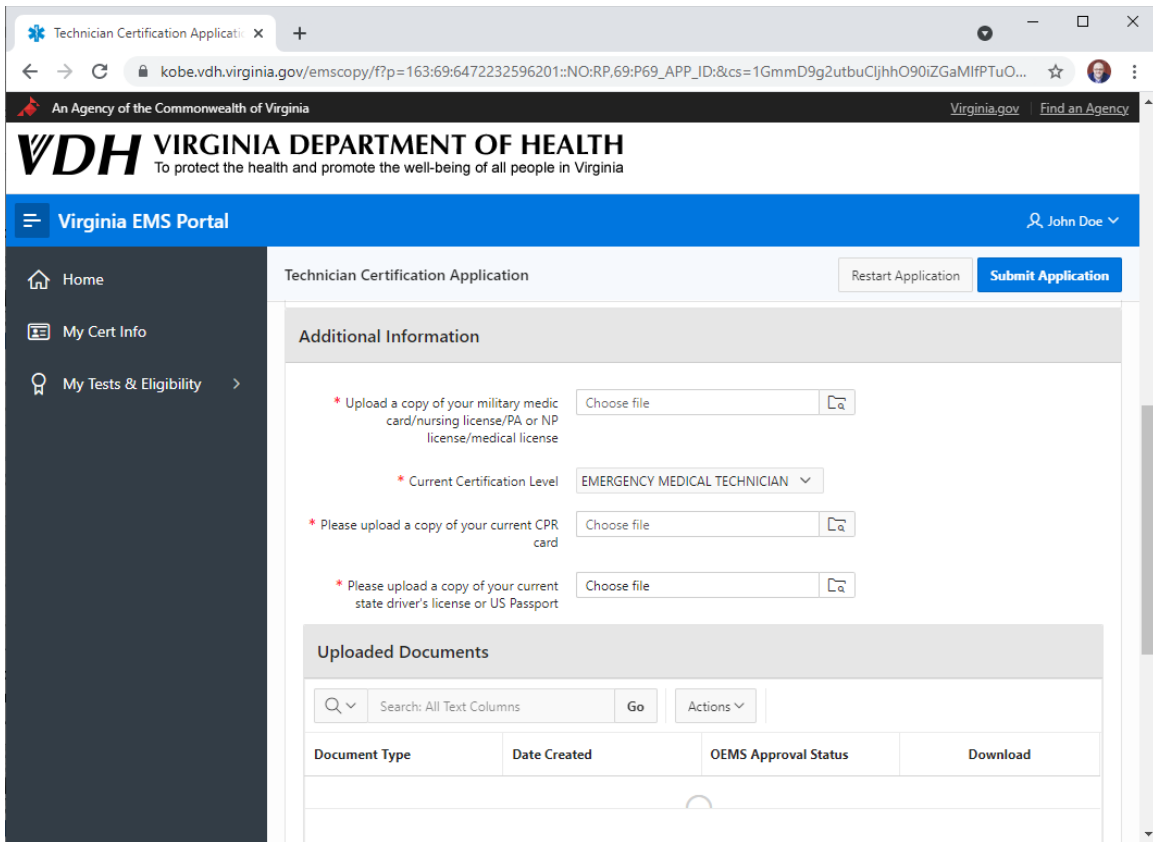 Technician Certification Applicatio
kobe.vdh.virginia.gov/emscopy/f?p=163:69:6472232596201::NO:RP,69:P69_APP_ID:&cs=1GmmD9g2utbuCljhhO90iZGaMlfPTuO...
An Agency of the Commonwealth of Virginia
Virginia.gov
Find an Agency
VDH
VIRGINIA DEPARTMENT OF HEALTH
To protect the health and promote the well-being of all people in Virginia
Virginia EMS Portal
John Doe
Home
My Cert Info
My Tests & Eligibility
Technician Certification Application
Restart Application
Submit Application
Additional Information
* Upload a copy of your military medic
card/nursing license/PA or NP
license/medical license
Choose file
* Current Certification Level
EMERGENCY MEDICAL TECHNICIAN
* Please upload a copy of your current CPR
card
Choose file
* Please upload a copy of your current
state driver's license or US Passport
Choose file
Uploaded Documents
Search: All Text Columns
Go
Actions
Document Type
Date Created
OEMS Approval Status
Download